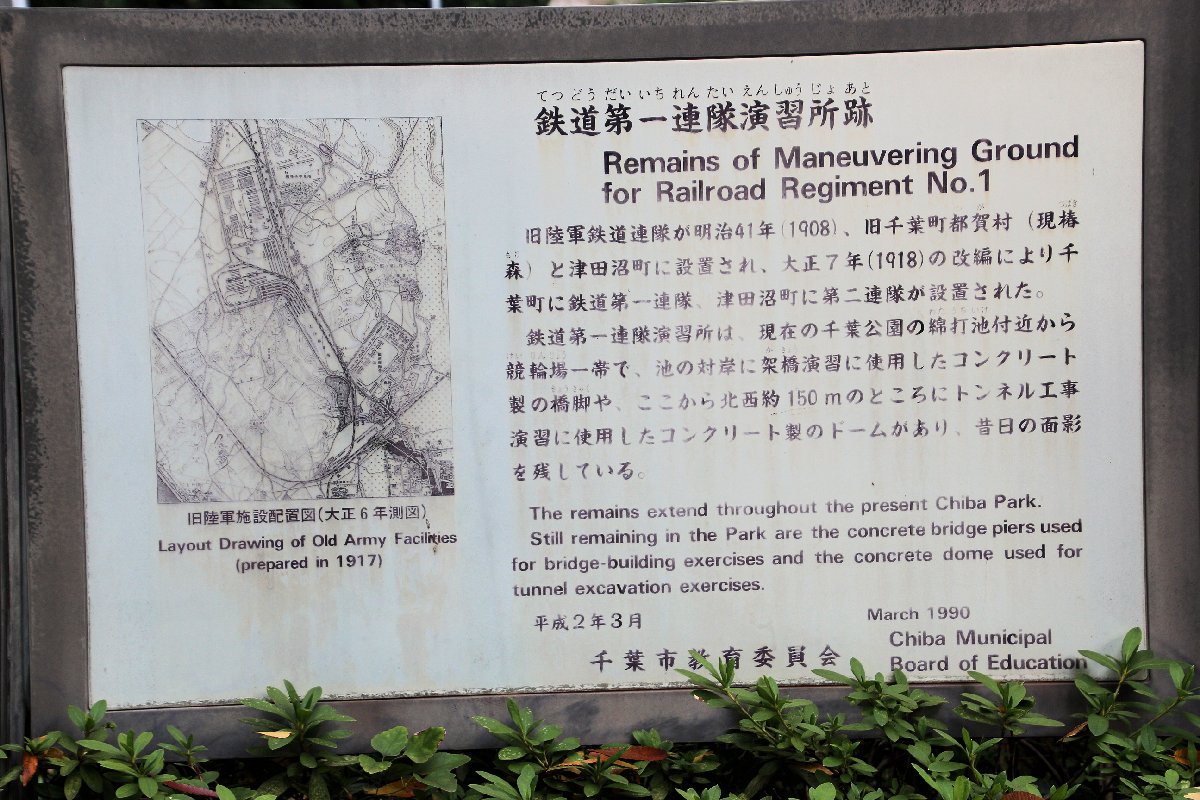 てつどうだいいちれんたいえんしゅうじょあと
鉄道第一連隊演習所跡
Remains of Maneuvering Ground
for Railroad Regiment No.1
旧陸軍鉄道連隊が明治41年(1908)、旧千葉町都賀村（現椿
森）と津田沼町に設置され、大正7年(1918)の改編により千
葉町に鉄道第一連隊、津田沼町に第二連隊が設置された。
鉄道第一連隊演習所は、現在の千葉公園の綿打池付近から
競輪場一帯で、池の対岸に架橋演習に使用したコンクリート
製の橋脚や、ここから北西約150mのところにトンネル工事
演習に使用したコンクリート製のドームがあり、昔日の面影
を残している。
The remains extend throughout the present Chiba Park.
Still remaining in the Park are the concrete bridge piers used
for bridge-building exercises and the concrete dome used for
tunnel excavation exercises.
平成2年3月
March 1990
千葉市教育委員会
Chiba Municipal
Board of Education
旧陸軍施設配置図(大正6年測図)
Layout Drawing of Old Army Facilities
(prepared in 1917)